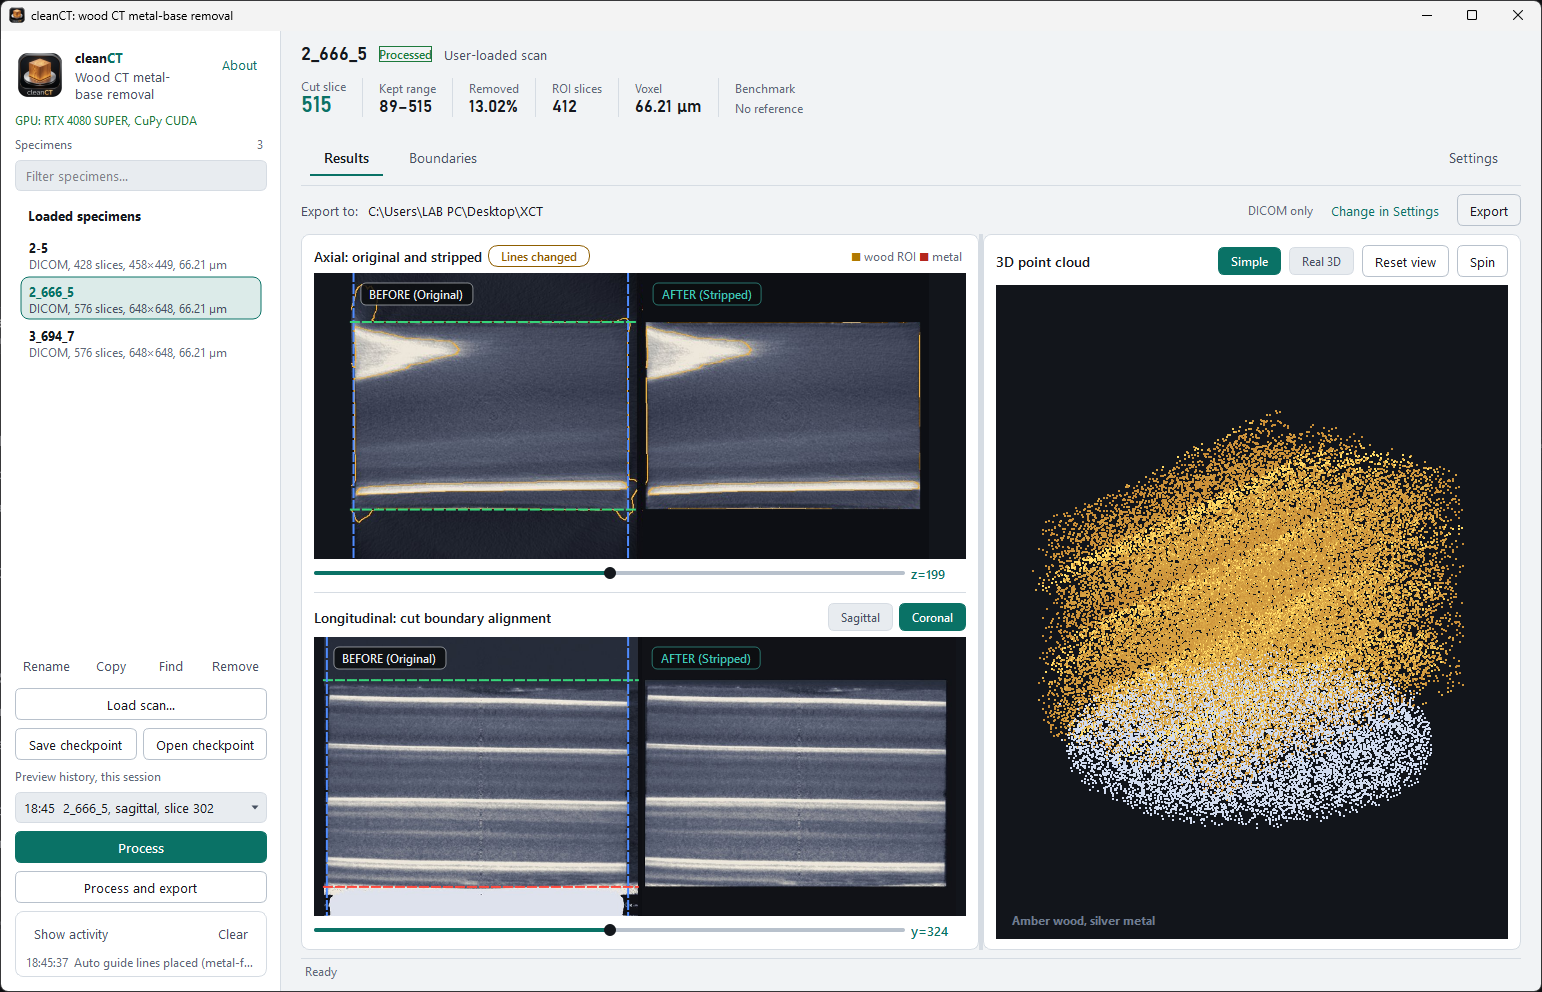 cleanCT: wood CT metal-base removal
cleanCT
Wood CT metal-
base removal
About
GPU: RTX 4080 SUPER, CuPy CUDA
Specimens 3
Filter specimens...
Loaded specimens
2-5
DICOM, 428 slices, 458×449, 66.21 µm
2_666_5
DICOM, 576 slices, 648×648, 66.21 µm
3_694_7
DICOM, 576 slices, 648×648, 66.21 µm
Rename Copy Find Remove
Load scan...
Save checkpoint Open checkpoint
Preview history, this session
18:45 2_666_5, sagittal, slice 302
Process
Process and export
Show activity Clear
18:45:37 Auto guide lines placed (metal-f...
2_666_5 Processed User-loaded scan
Cut slice Kept range Removed ROI slices Voxel Benchmark
515 89–515 13.02% 412 66.21 µm No reference
Results Boundaries Settings
Export to: C:\Users\LAB PC\Desktop\XCT DICOM only Change in Settings Export
Axial: original and stripped Lines changed wood ROI metal
BEFORE (Original) AFTER (Stripped)
z=199
Longitudinal: cut boundary alignment Sagittal Coronal
BEFORE (Original) AFTER (Stripped)
y=324
3D point cloud Simple Real 3D Reset view Spin
Amber wood, silver metal
Ready